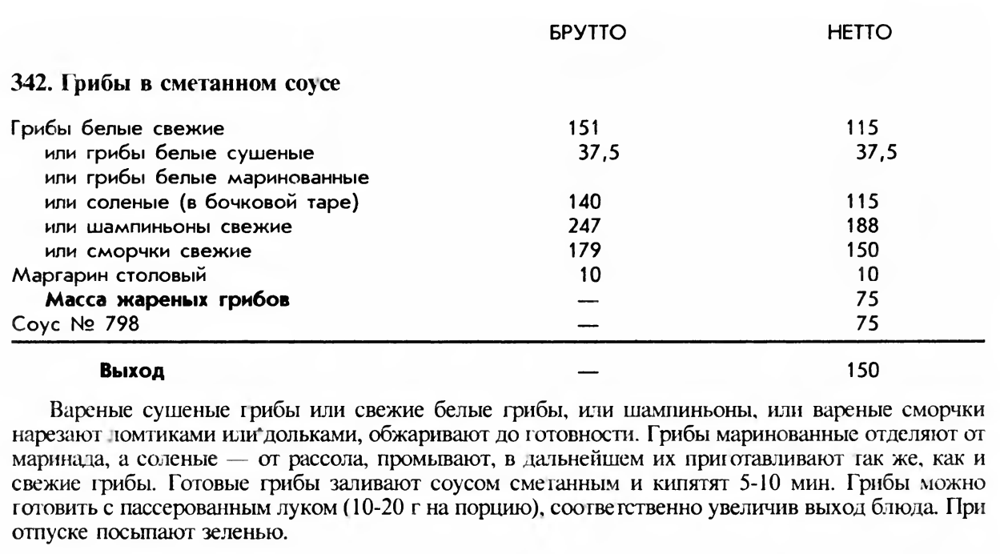 БРУТТО НЕТТО
342. Грибы в сметанном соусе
Грибы белые свежие 151 115
или грибы белые сушеные 37,5 37,5
или грибы белые маринованные
или соленые (в бочковой таре) 140 115
или шампиньоны свежие 247 188
или сморчки свежие 179 150
Маргарин столовый 10 10
Масса жареных грибов — 75
Соус № 798 — 75
Выход — 150
Вареные сушеные грибы или свежие белые грибы, или шампиньоны, или вареные сморчки
нарезают ломтиками или дольками, обжаривают до готовности. Грибы маринованные отделяют от
маринада, а соленые — от рассола, промывают, в дальнейшем их приготавливают так же, как и
свежие грибы. Готовые грибы заливают соусом сметанным и кипятят 5-10 мин. Грибы можно
готовить с пассерованным луком (10-20 г на порцию), соответственно увеличив выход блюда. При
отпуске посыпают зеленью.